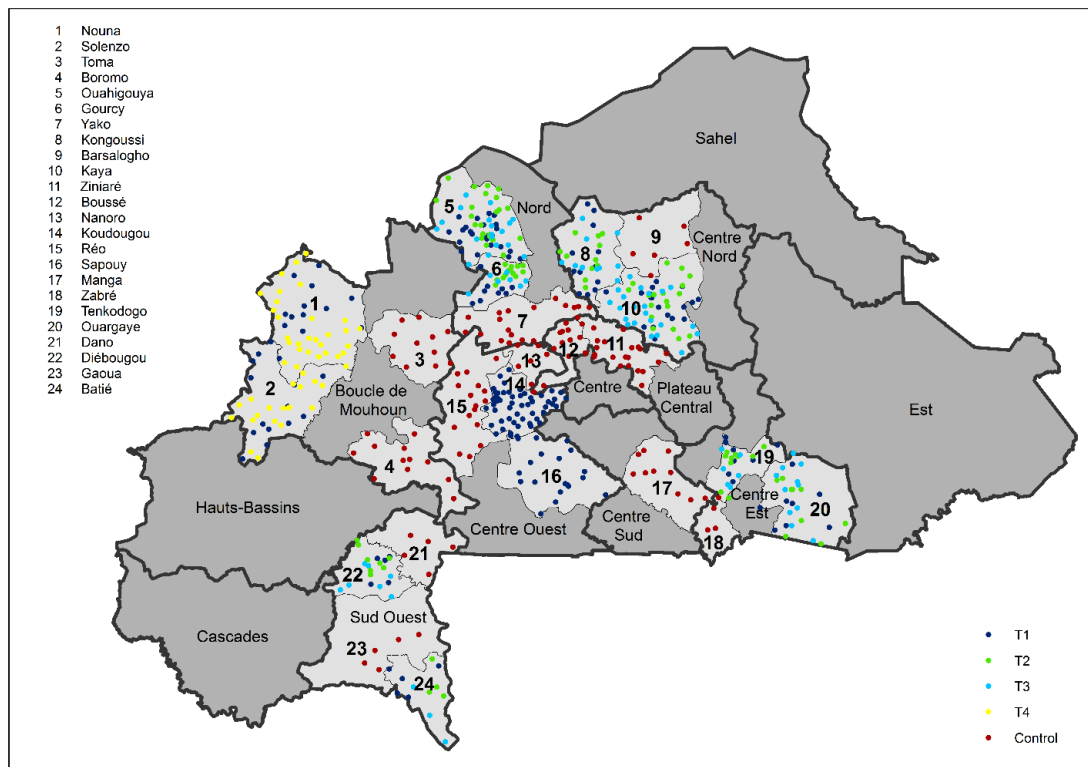 1 Nouna
2 Solenzo
3 Toma
4 Boromo
5 Ouahigouya
6 Gourcy
7 Yako
8 Kongoussi
9 Barsalogho
10 Kaya
11 Ziniaré
12 Boussé
13 Nanoro
14 Koudougou
15 Réo
16 Sapouy
17 Manga
18 Zabré
19 Tenkodogo
20 Ouargaye
21 Dano
22 Diébougou
23 Gaoua
24 Batié
Sahel
5
Nord
6
8
9
Centre
Nord
10
1
7
3
12
11
13
14
15
2
Boucle de
Mouhoun
Centre
Plateau
Central
Est
4
16
17
19
Centre
Est
20
18
Hauts-Bassins
Centre Ouest
Centre
Sud
21
22
Sud Ouest
Cascades
23
24
T1
T2
T3
T4
Control